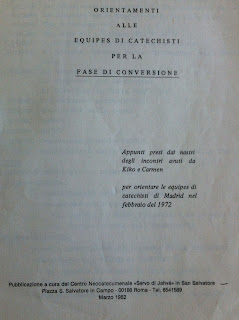 ORIENTAMENTI
ALLE
EQUIPES DI CATECHISTI
PER LA
FASE DI CONVERSIONE
Appunti presi dai nastri
degli incontri avuti da
Kiko e Carmen
per orientare le equipes di
catechisti di Madrid nel
febbraio del 1972
Pubblicazione a cura del Centro Neocatecumenale «Servo di Jahvè» in San Salvatore
Piazza S. Salvatore in Campo - 00186 Roma - Tel. 6541589
Marzo 1982